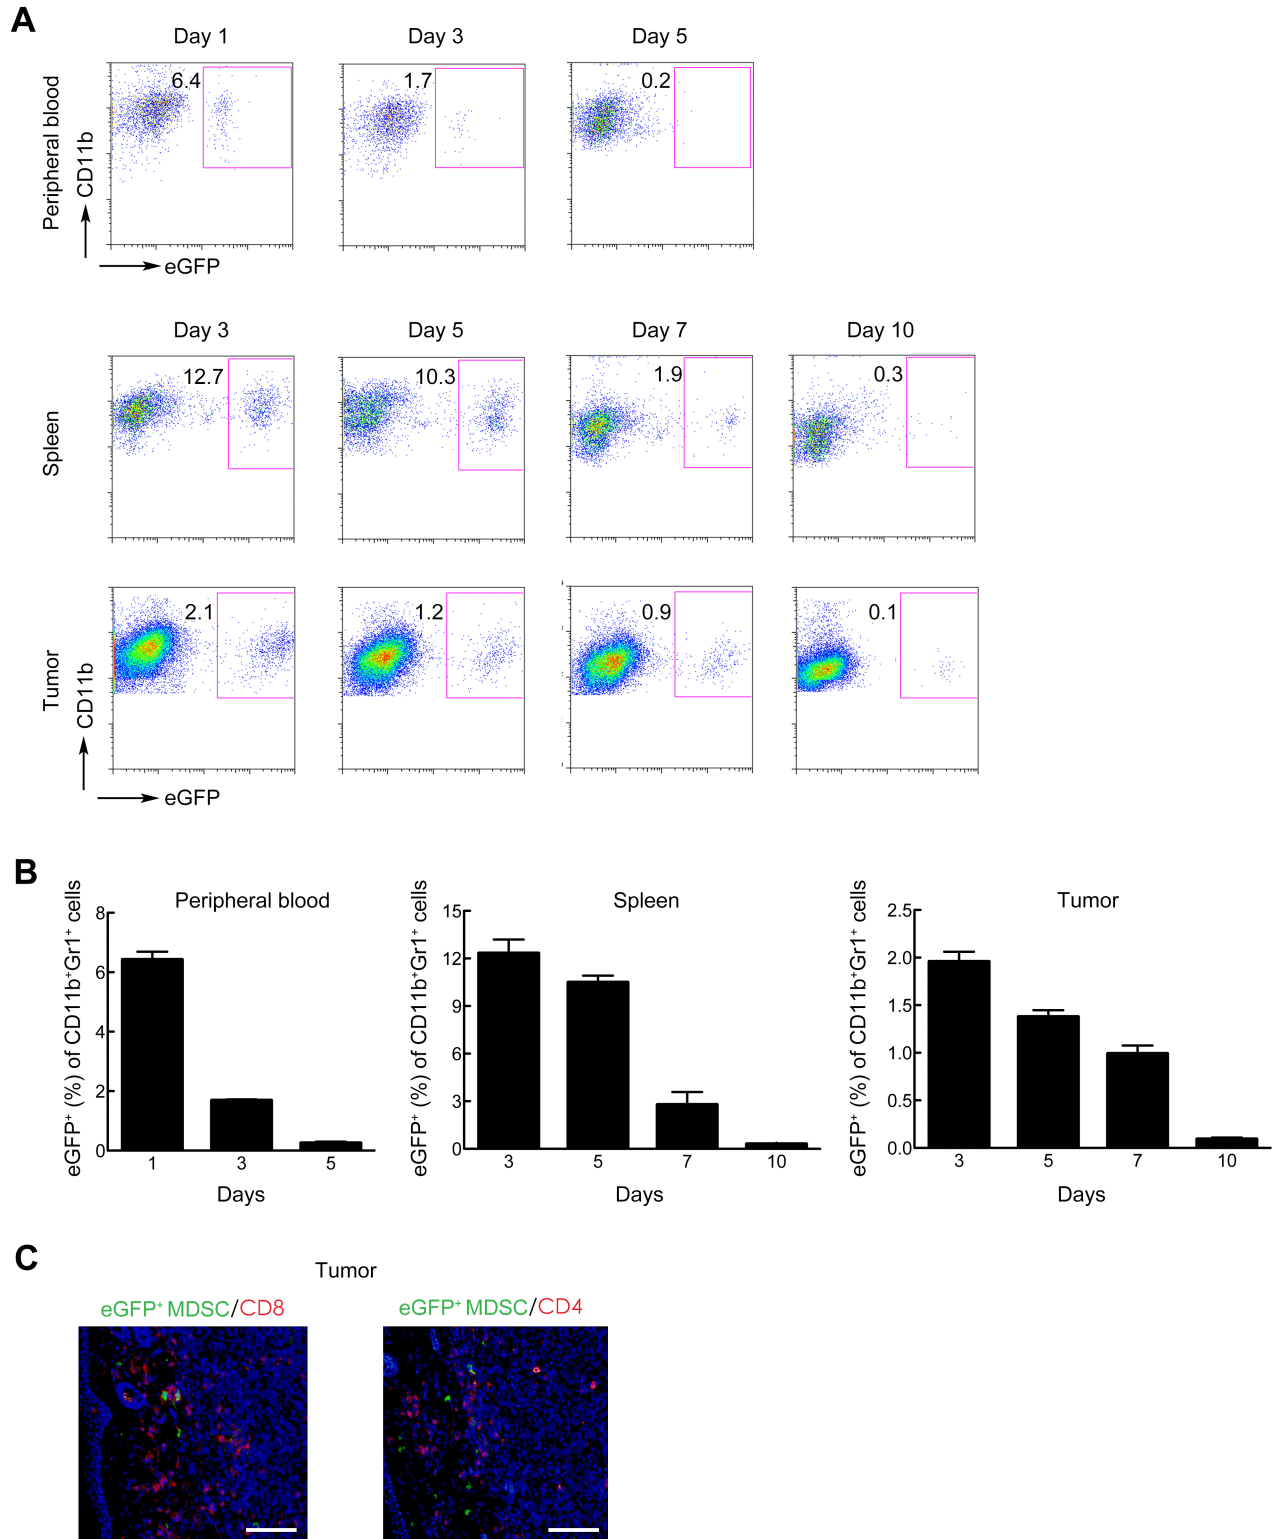 A
Day 1 Day 3 Day 5
Peripheral blood
CD11b
6.4 1.7 0.2
eGFP
Day 3 Day 5 Day 7 Day 10
Spleen
12.7 10.3 1.9 0.3
Tumor
CD11b
2.1 1.2 0.9 0.1
eGFP
B
Peripheral blood
eGFP⁺ (%) of CD11b⁺Gr1⁺ cells
8
6
4
2
0
1 3 5
Days
Spleen
eGFP⁺ (%) of CD11b⁺Gr1⁺ cells
15
12
9
6
3
0
3 5 7 10
Days
Tumor
eGFP⁺ (%) of CD11b⁺Gr1⁺ cells
2.5
2.0
1.5
1.0
0.5
0.0
3 5 7 10
Days
C
Tumor
eGFP⁺ MDSC/CD8
eGFP⁺ MDSC/CD4